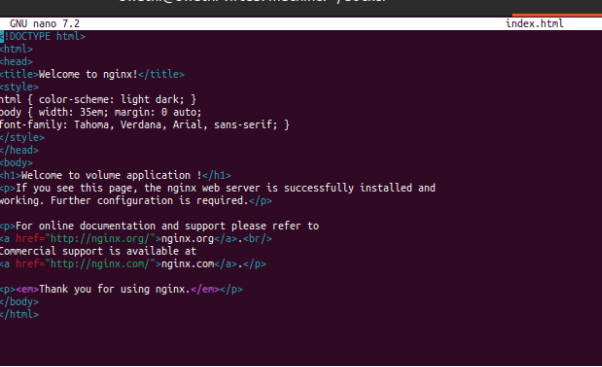 GNU nano 7.2 index.html
<!DOCTYPE html>
<html>
<head>
<title>Welcome to nginx!</title>
<style>
html { color-scheme: light dark; }
body { width: 35em; margin: 0 auto;
font-family: Tahoma, Verdana, Arial, sans-serif; }
</style>
</head>
<body>
<h1>Welcome to volume application !</h1>
<p>If you see this page, the nginx web server is successfully installed and
working. Further configuration is required.</p>
<p>For online documentation and support please refer to
<a href="http://nginx.org/">nginx.org</a>.<br/>
Commercial support is available at
<a href="http://nginx.com/">nginx.com</a>.</p>
<p><em>Thank you for using nginx.</em></p>
</body>
</html>